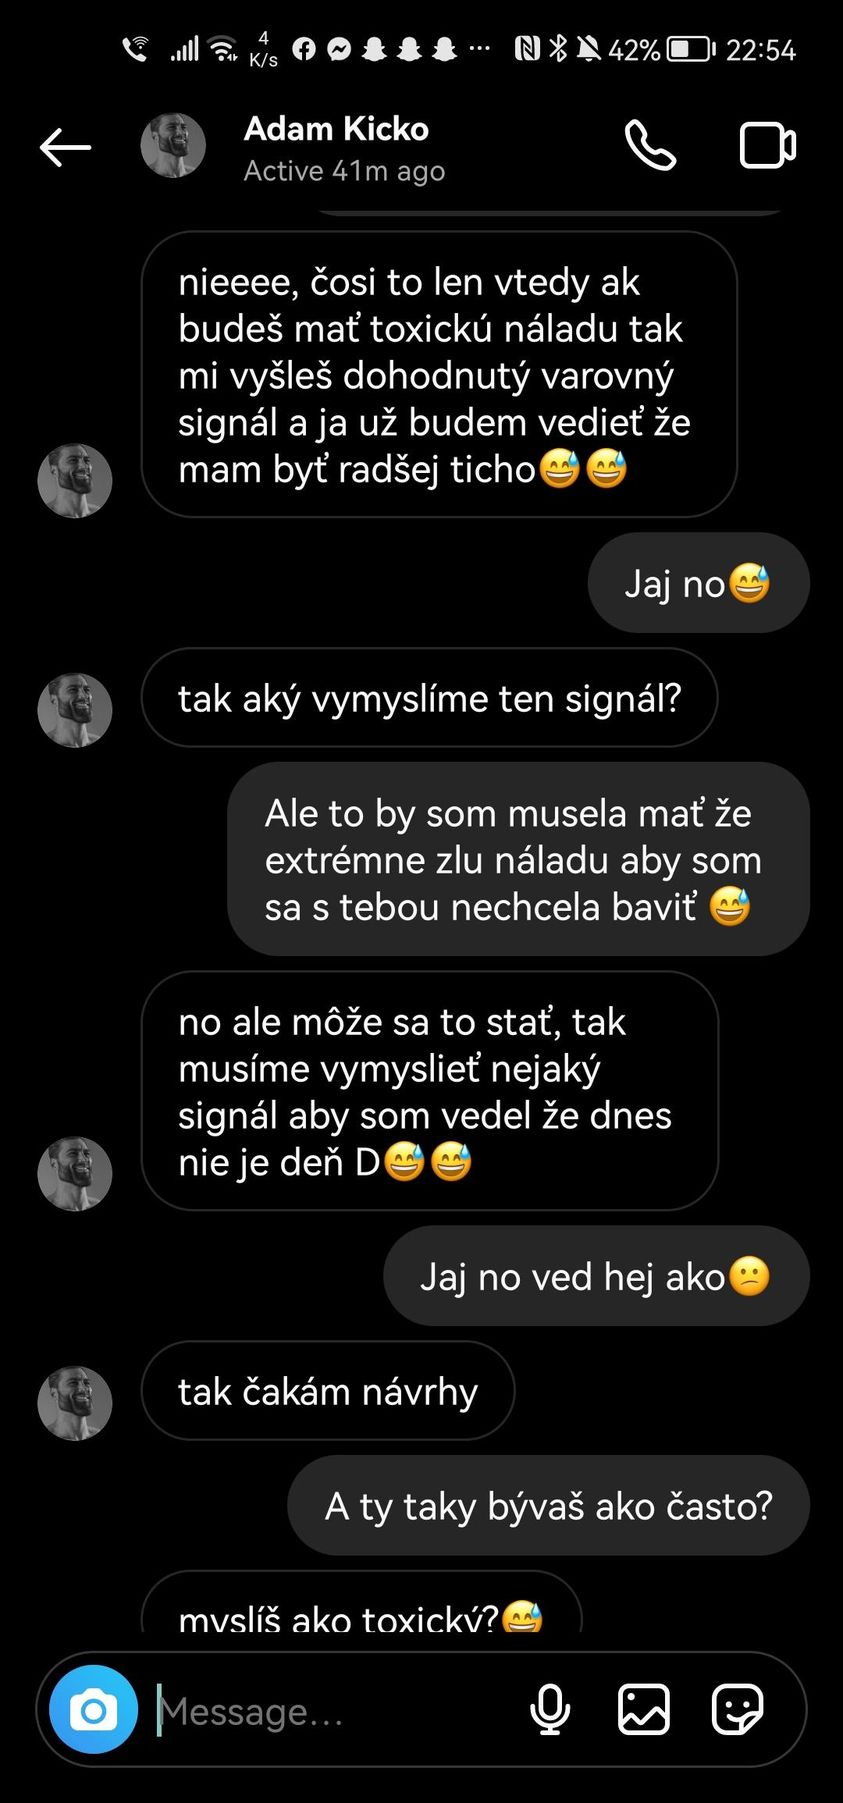 4
K/s
42%
22:54
Adam Kicko
Active 41m ago
nieeee, čosi to len vtedy ak
budeš mať toxickú náladu tak
mi vyšleš dohodnutý varovný
signál a ja už budem vedieť že
mam byť radšej ticho😅😅
Jaj no😅
tak aký vymyslíme ten signál?
Ale to by som musela mať že
extrémne zlu náladu aby som
sa s tebou nechcela baviť 😅
no ale môže sa to stať, tak
musíme vymyslieť nejaký
signál aby som vedel že dnes
nie je deň D😅😅
Jaj no ved hej ako😕
tak čakám návrhy
A ty taky bývaš ako často?
myslíš ako toxický?😅
Message...